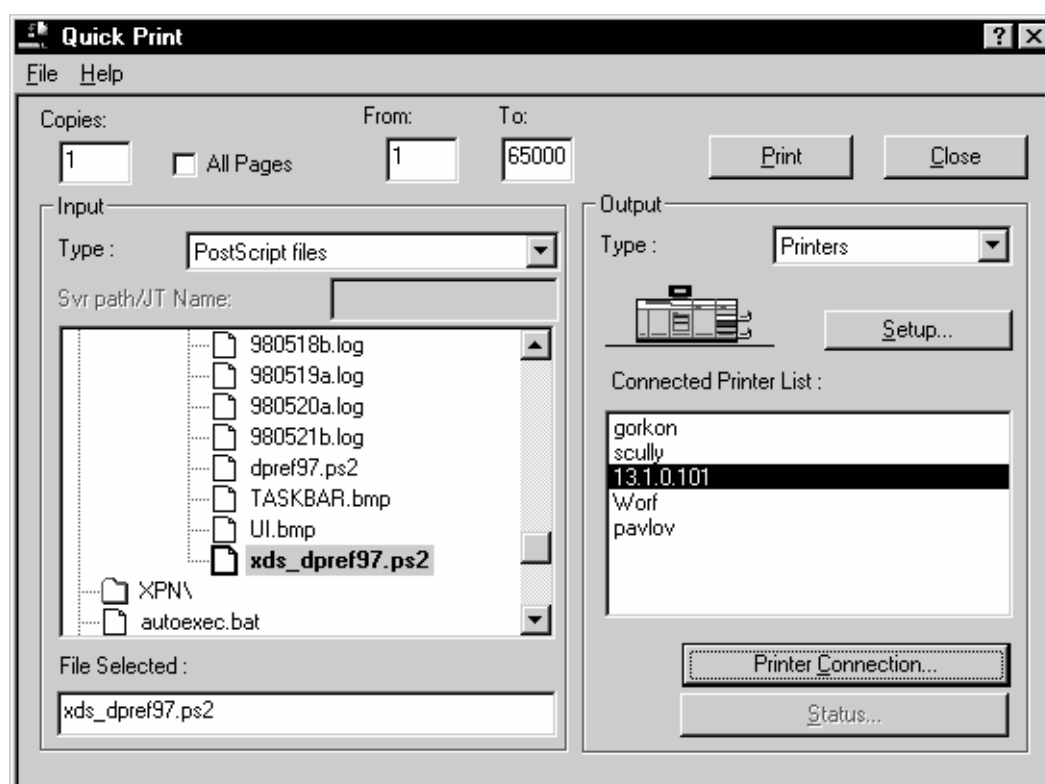 Quick Print
File Help
Copies:
From:
To:
1
All Pages
1
65000
Print
Close
Input
Type :
PostScript files
Svr path/JT Name:
980518b.log
980519a.log
980520a.log
980521b.log
dpref97.ps2
TASKBAR.bmp
UI.bmp
xds_dpref97.ps2
XPN\
autoexec.bat
File Selected :
xds_dpref97.ps2
Output
Type :
Printers
Setup...
Connected Printer List :
gorkon
scully
13.1.0.101
Worf
pavlov
Printer Connection...
Status...